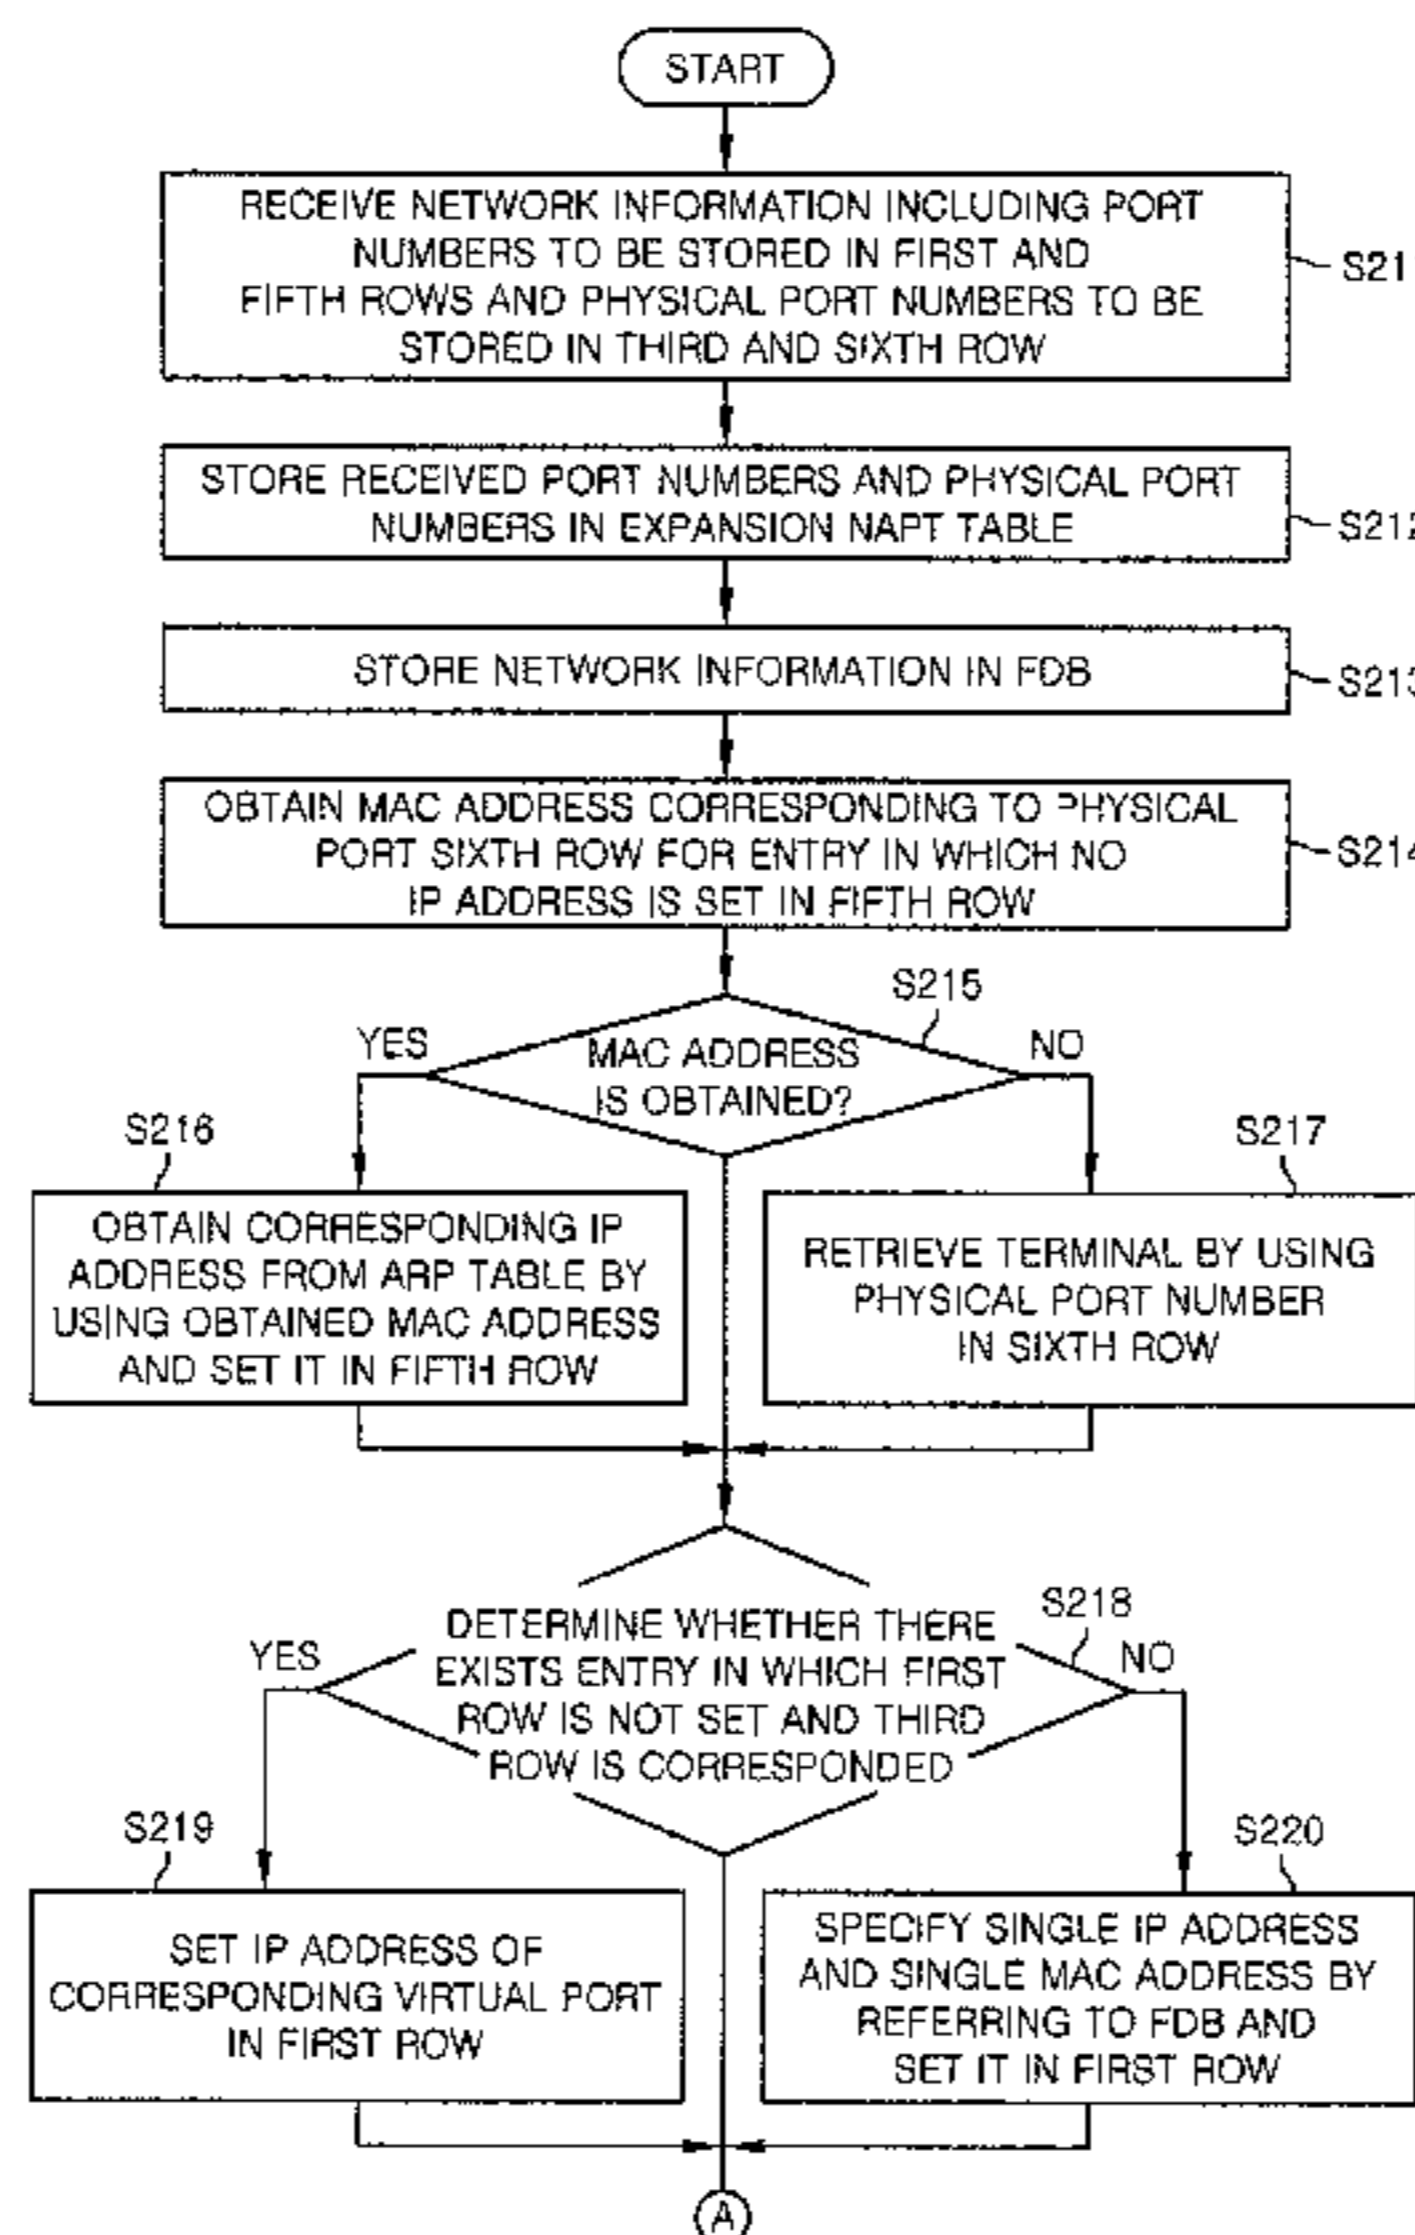 START
RECEIVE NETWORK INFORMATION INCLUDING PORT
NUMBERS TO BE STORED IN FIRST AND
FIFTH ROWS AND PHYSICAL PORT NUMBERS TO BE
STORED IN THIRD AND SIXTH ROW
S21
STORE RECEIVED PORT NUMBERS AND PHYSICAL PORT
NUMBERS IN EXPANSION NAPT TABLE
S212
STORE NETWORK INFORMATION IN FDB
S213
OBTAIN MAC ADDRESS CORRESPONDING TO PHYSICAL
PORT SIXTH ROW FOR ENTRY IN WHICH NO
IP ADDRESS IS SET IN FIFTH ROW
S214
S215
YES
MAC ADDRESS
IS OBTAINED?
NO
S216
OBTAIN CORRESPONDING IP
ADDRESS FROM ARP TABLE BY
USING OBTAINED MAC ADDRESS
AND SET IT IN FIFTH ROW
S217
RETRIEVE TERMINAL BY USING
PHYSICAL PORT NUMBER
IN SIXTH ROW
S218
YES
DETERMINE WHETHER THERE
EXISTS ENTRY IN WHICH FIRST
ROW IS NOT SET AND THIRD
ROW IS CORRESPONDED
NO
S219
SET IP ADDRESS OF
CORRESPONDING VIRTUAL PORT
IN FIRST ROW
S220
SPECIFY SINGLE IP ADDRESS
AND SINGLE MAC ADDRESS BY
REFERRING TO FDB AND
SET IT IN FIRST ROW
A